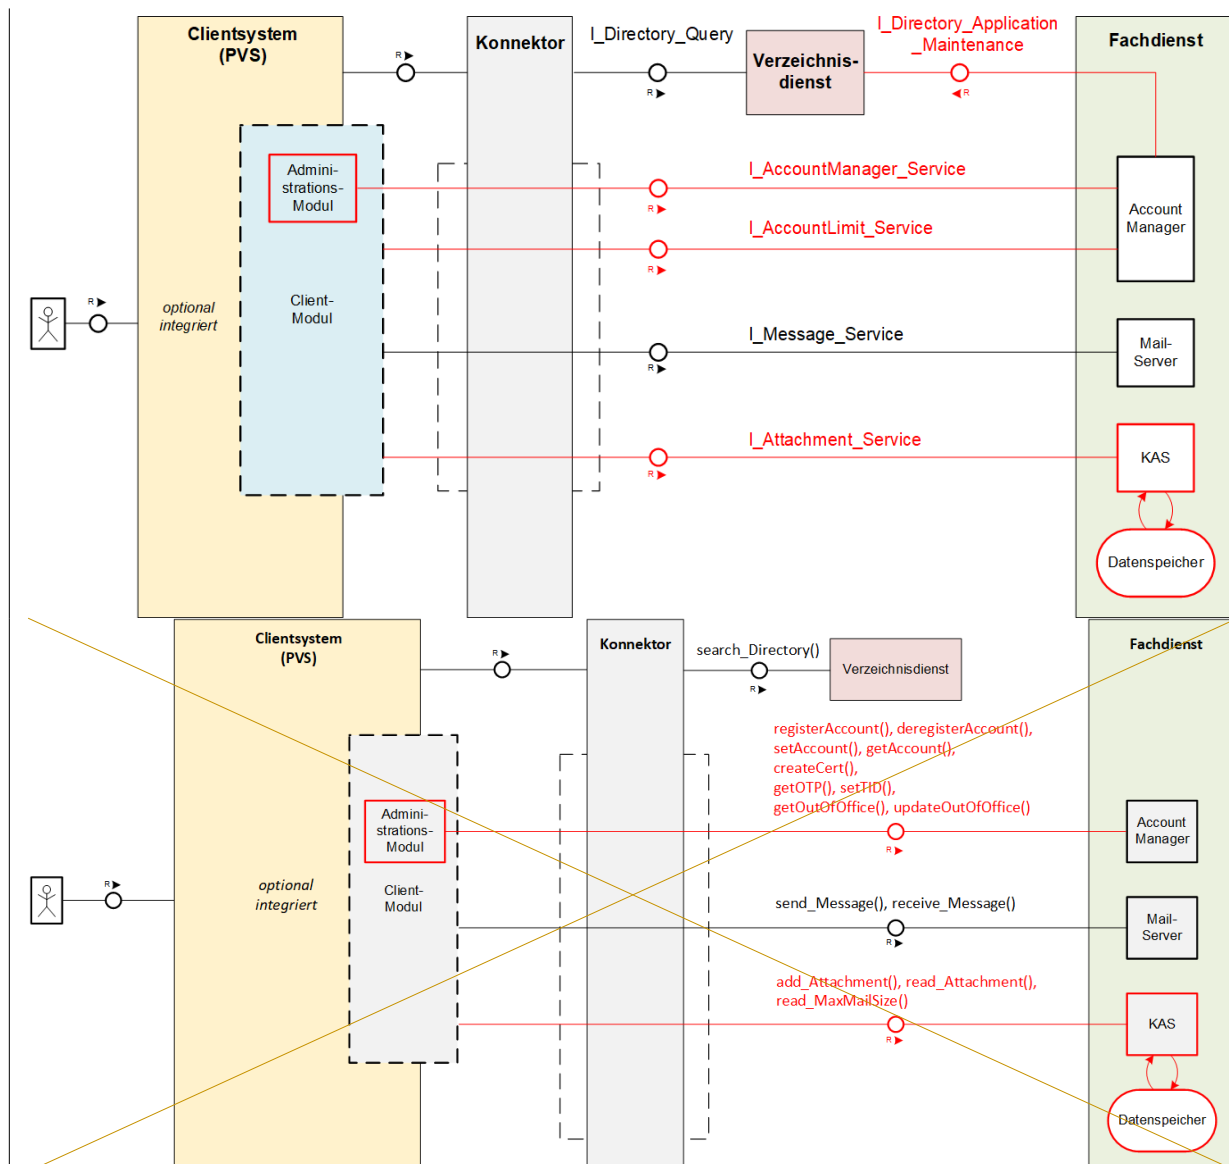 Clientsystem
(PVS)
Konnektor
I_Directory_Query
I_Directory_Application
_Maintenance
Fachdienst
R
R
R
Verzeichnis-
dienst
Admini-
strations-
Modul
I_AccountManager_Service
R
Account
Manager
I_AccountLimit_Service
R
R
optional
integriert
Client-
Modul
I_Message_Service
R
Mail-
Server
I_Attachment_Service
R
KAS
Datenspeicher
Clientsystem
(PVS)
Konnektor
Fachdienst
R
search_Directory()
R
Verzeichnisdienst
registerAccount(), deregisterAccount(),
setAccount(), getAccount(),
createCert(),
getOTP(), setTID(),
getOutOfOffice(), updateOutOfOffice()
Admini-
strations-
Modul
R
Account
Manager
R
optional
integriert
Client-
Modul
send_Message(), receive_Message()
R
Mail-
Server
add_Attachment(), read_Attachment(),
read_MaxMailSize()
R
KAS
Datenspeicher